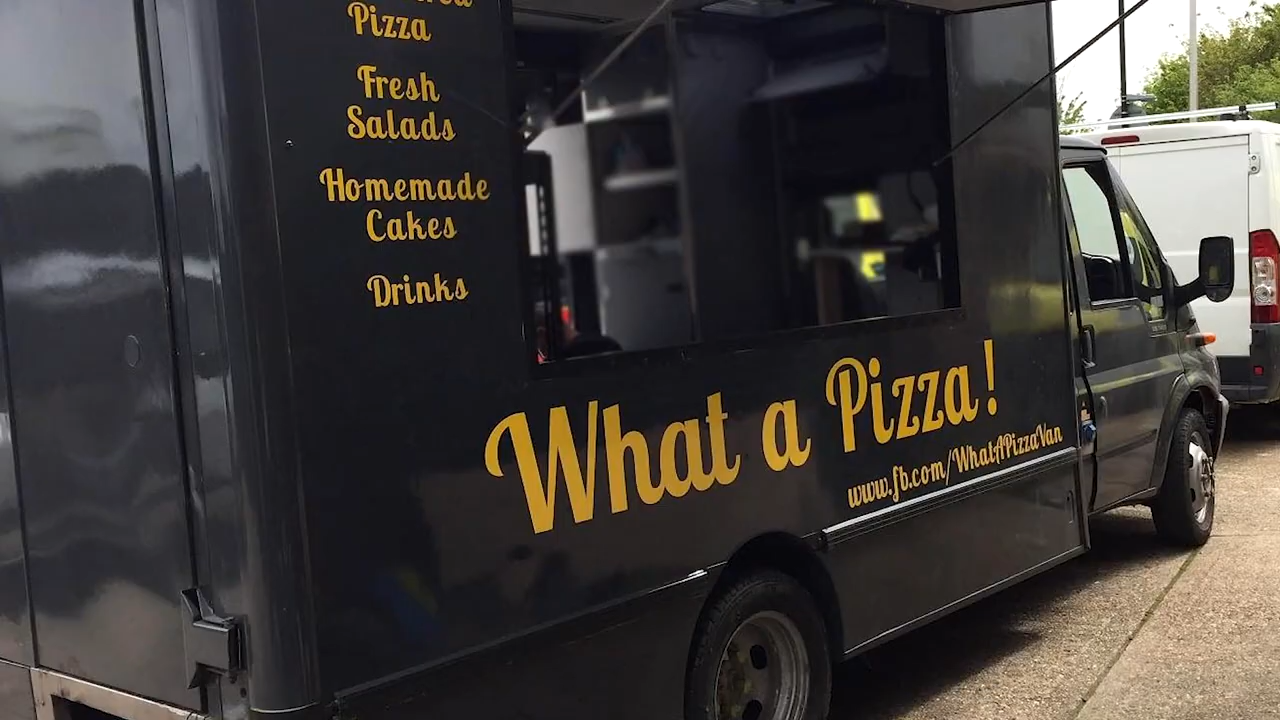 Pizza
Fresh
Salads
Homemade
Cakes
Drinks
What a Pizza!
www.fb.com/WhatAPizzaVan